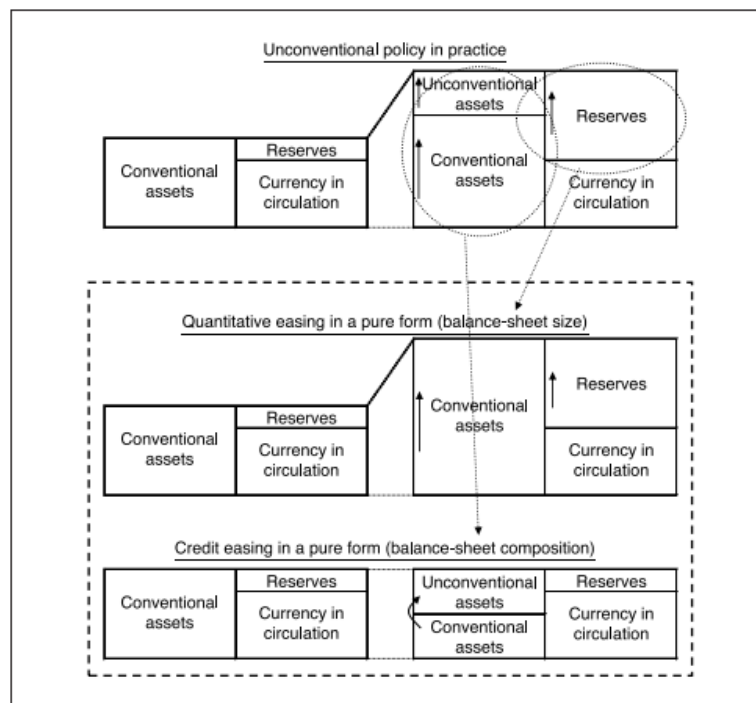 Unconventional policy in practice
Unconventional
assets
Reserves
Conventional
assets
Reserves
Currency in
circulation
Conventional
assets
Currency in
circulation
Quantitative easing in a pure form (balance-sheet size)
Conventional
assets
Reserves
Currency in
circulation
Conventional
assets
Reserves
Currency in
circulation
Credit easing in a pure form (balance-sheet composition)
Conventional
assets
Reserves
Currency in
circulation
Unconventional
assets
Conventional
assets
Reserves
Currency in
circulation